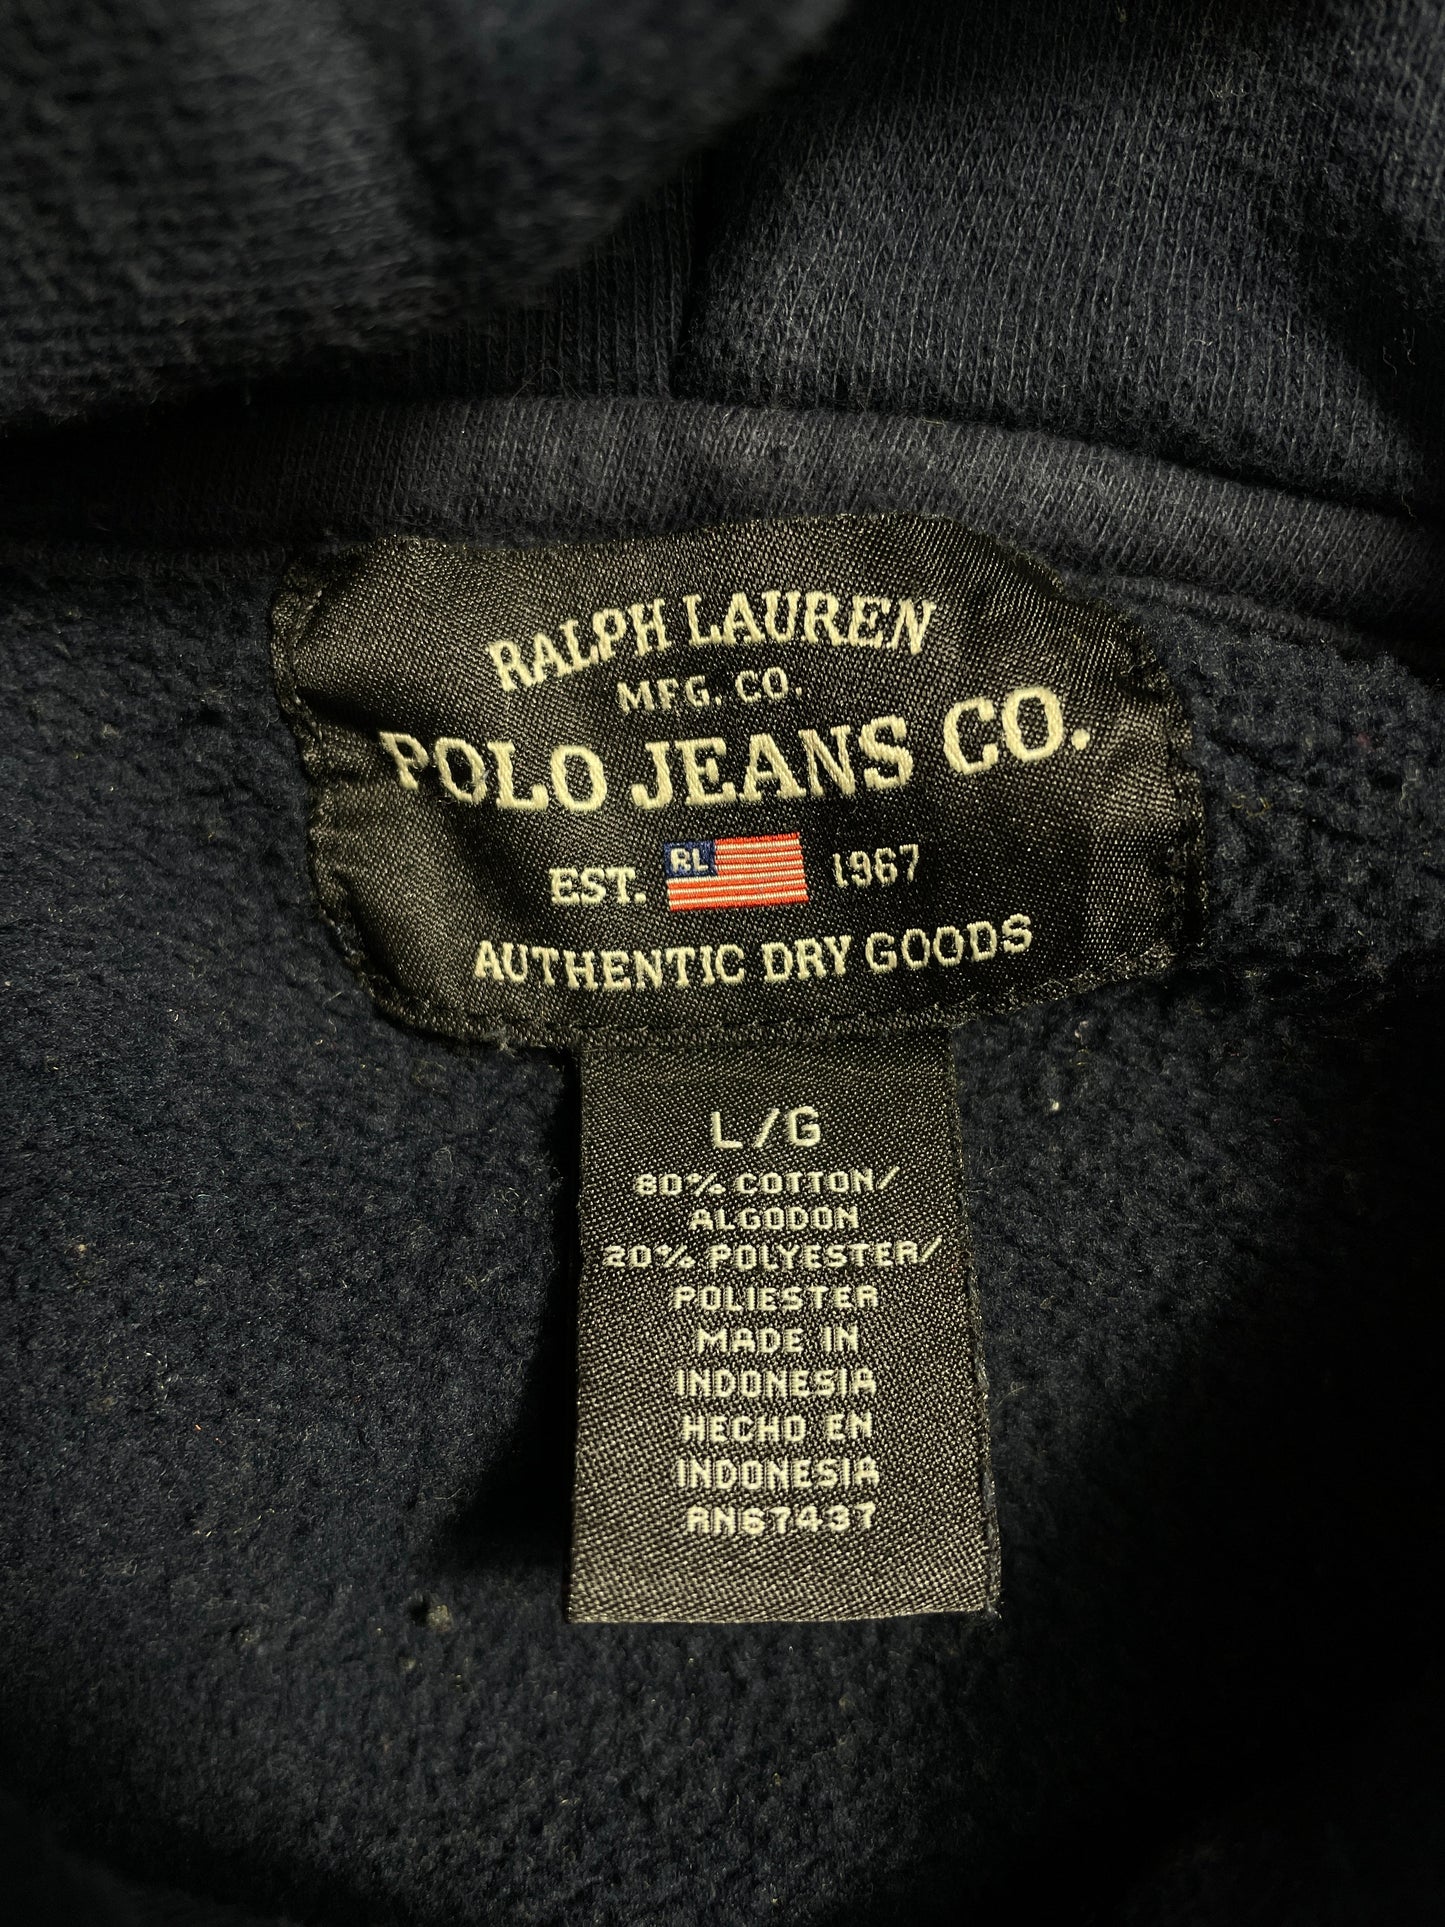 RALPH LAUREN
MFG. CO.
POLO JEANS CO.
EST. RL 1967
AUTHENTIC DRY GOODS
L/G
80% COTTON/
ALGODON
20% POLYESTER/
POLIESTER
MADE IN
INDONESIA
HECHO EN
INDONESIA
RN67437